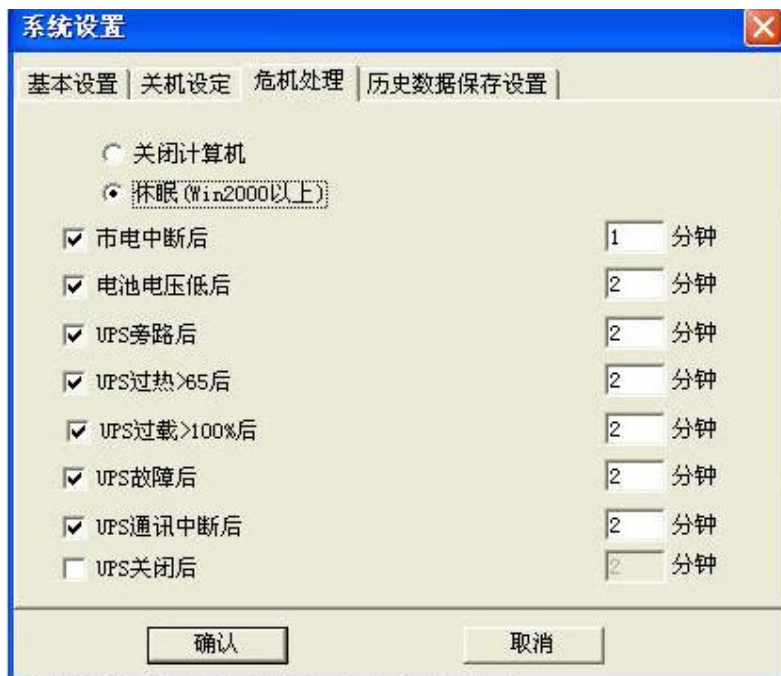 系统设置
基本设置 关机设定 危机处理 历史数据保存设置
关闭计算机
休眠(Win2000以上)
市电中断后 1 分钟
电池电压低后 2 分钟
UPS旁路后 2 分钟
UPS过热>65后 2 分钟
UPS过载>100%后 2 分钟
UPS故障后 2 分钟
UPS通讯中断后 2 分钟
UPS关闭后 2 分钟
确认 取消